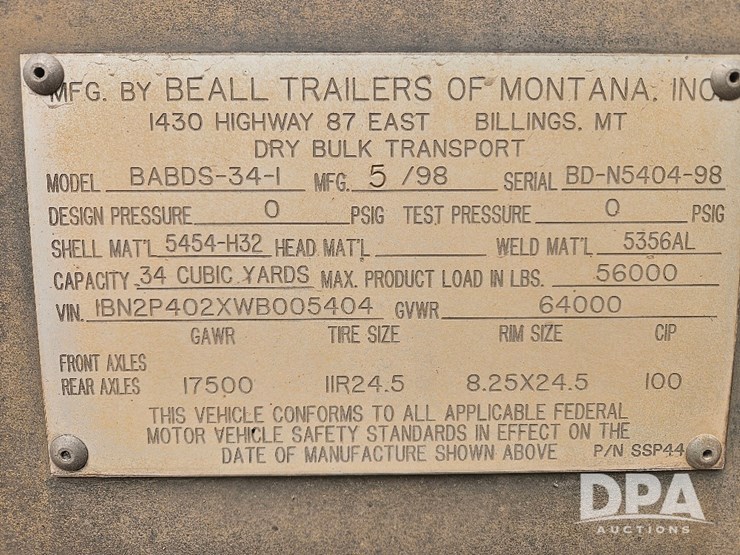 MFG. BY BEALL TRAILERS OF MONTANA, INC.
1430 HIGHWAY 87 EAST BILLINGS, MT
DRY BULK TRANSPORT
MODEL BABDS-34-1 MFG. 5 /98 SERIAL BD-N5404-98
DESIGN PRESSURE 0 PSIG TEST PRESSURE 0 PSIG
SHELL MAT'L 5454-H32 HEAD MAT'L WELD MAT'L 5356AL
CAPACITY 34 CUBIC YARDS MAX. PRODUCT LOAD IN LBS. 56000
VIN. 1BN2P402XWB005404 GVWR 64000
GAWR TIRE SIZE RIM SIZE CIP
FRONT AXLES
REAR AXLES 17500 11R24.5 8.25X24.5 100
THIS VEHICLE CONFORMS TO ALL APPLICABLE FEDERAL
MOTOR VEHICLE SAFETY STANDARDS IN EFFECT ON THE
DATE OF MANUFACTURE SHOWN ABOVE P/N SSP44
DPA
AUCTIONS